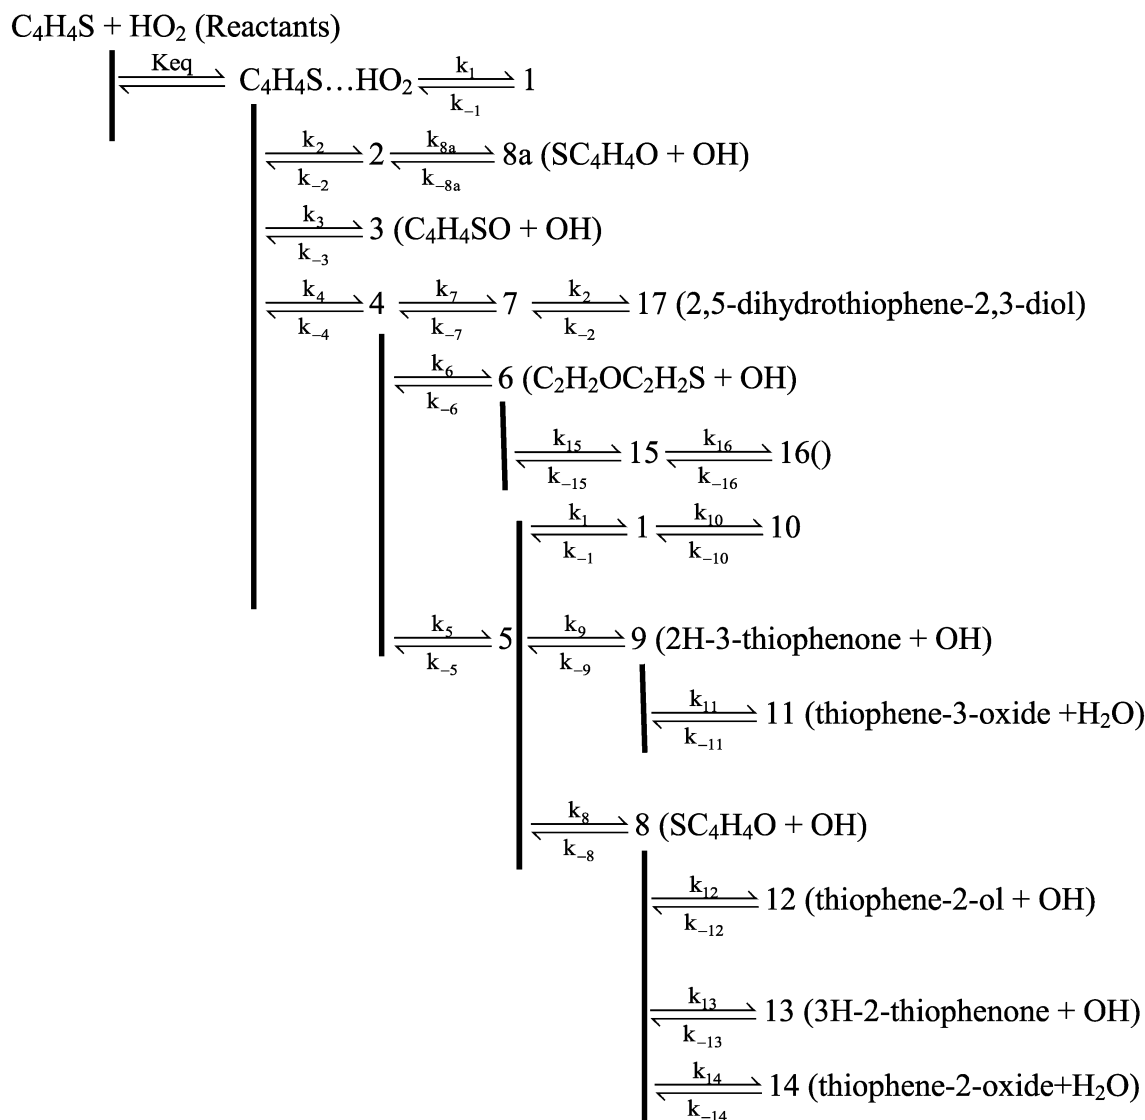 C₄H₄S + HO₂ (Reactants)
Keq C₄H₄S…HO₂ k₁ k₋₁ 1
k₂ k₋₂ 2 k₈ₐ k₋₈ₐ 8a (SC₄H₄O + OH)
k₃ k₋₃ 3 (C₄H₄SO + OH)
k₄ k₋₄ 4 k₇ k₋₇ 7 k₂ k₋₂ 17 (2,5-dihydrothiophene-2,3-diol)
k₆ k₋₆ 6 (C₂H₂OC₂H₂S + OH)
k₁₅ k₋₁₅ 15 k₁₆ k₋₁₆ 16()
k₁ k₋₁ 1 k₁₀ k₋₁₀ 10
k₅ k₋₅ 5 k₉ k₋₉ 9 (2H-3-thiophenone + OH)
k₁₁ k₋₁₁ 11 (thiophene-3-oxide +H₂O)
k₈ k₋₈ 8 (SC₄H₄O + OH)
k₁₂ k₋₁₂ 12 (thiophene-2-ol + OH)
k₁₃ k₋₁₃ 13 (3H-2-thiophenone + OH)
k₁₄ k₋₁₄ 14 (thiophene-2-oxide+H₂O)